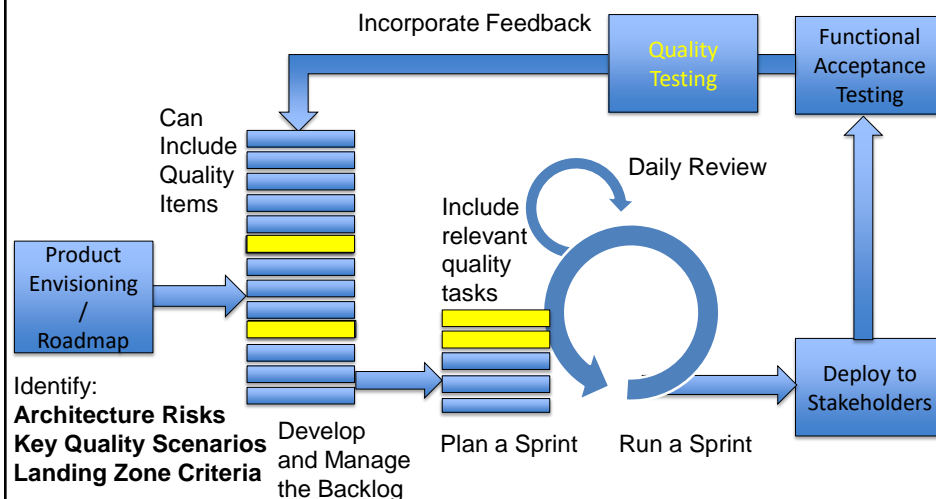 Incorporate Feedback
Quality
Testing
Functional
Acceptance
Testing
Can
Include
Quality
Items
Daily Review
Include
relevant
quality
tasks
Product
Envisioning
/
Roadmap
Identify:
Architecture Risks
Key Quality Scenarios
Landing Zone Criteria
Develop
and Manage
the Backlog
Plan a Sprint
Run a Sprint
Deploy to
Stakeholders